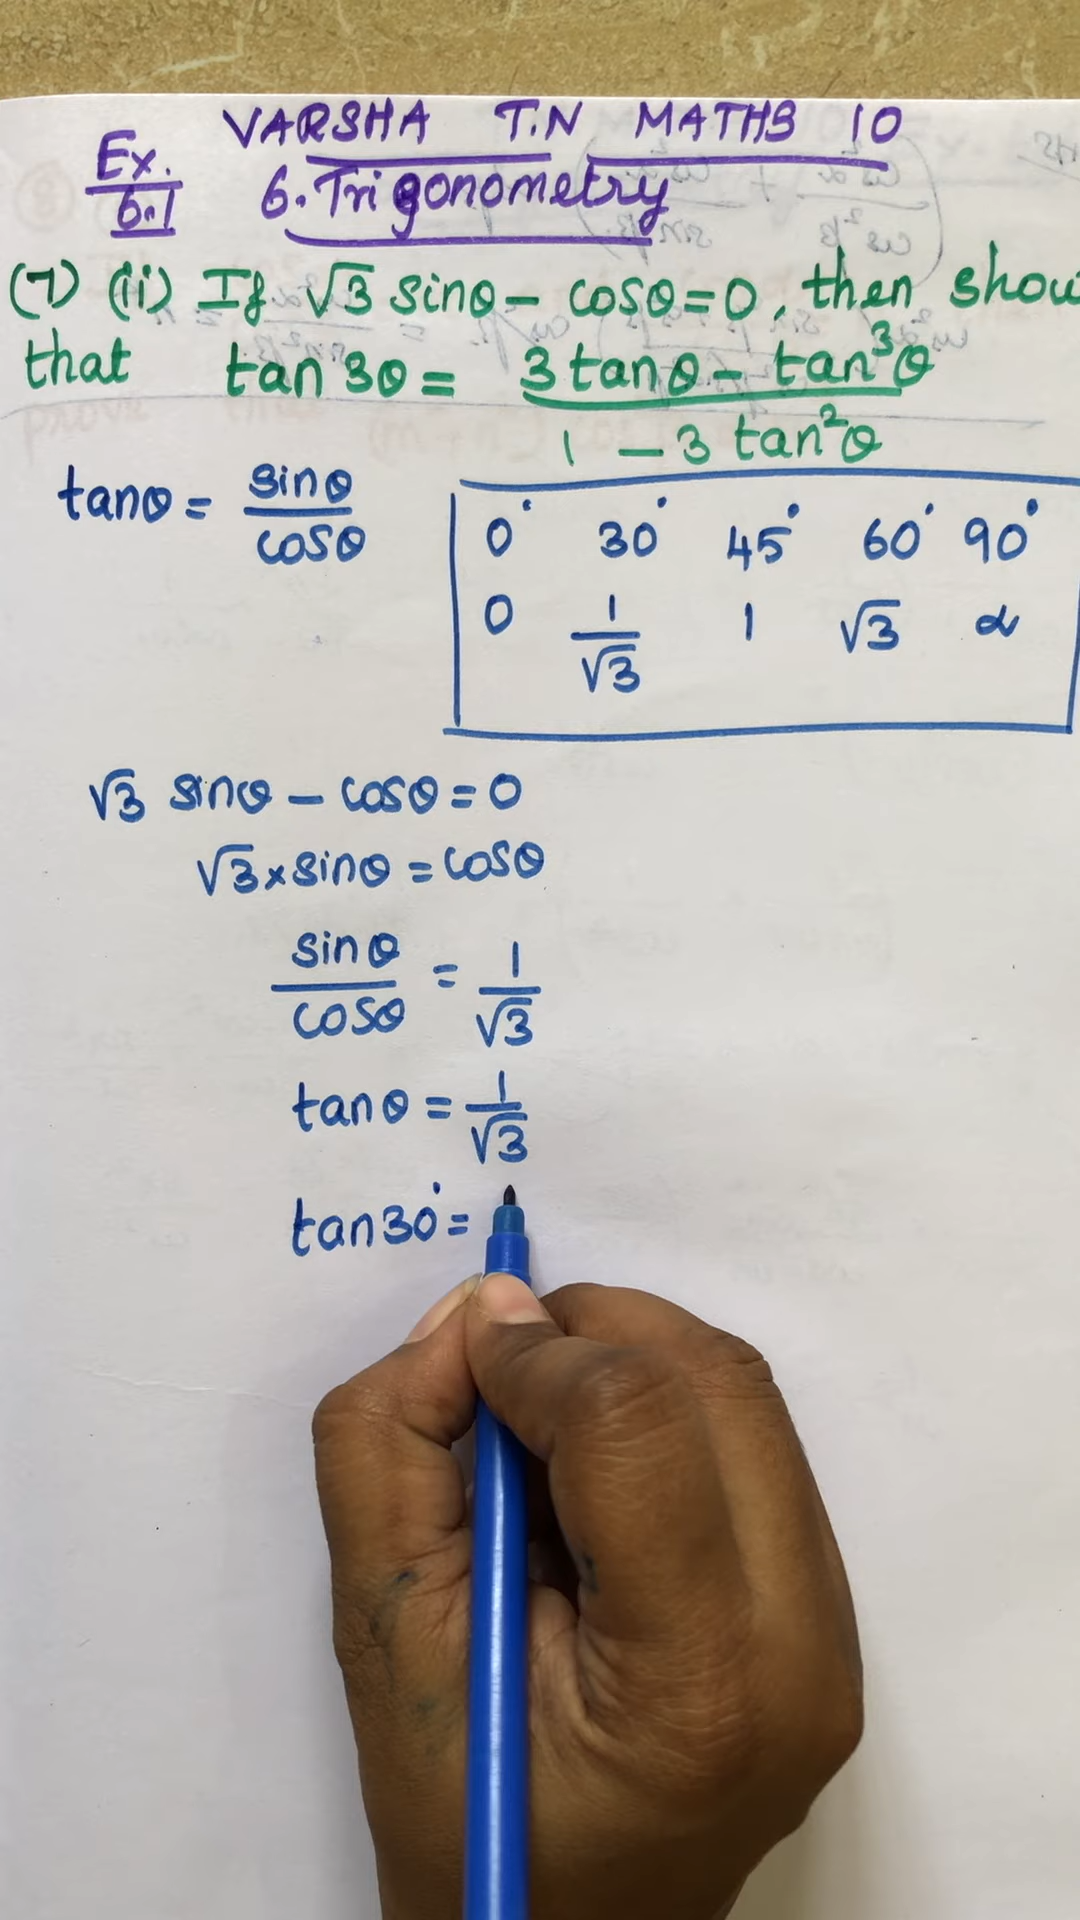 VARSHA T.N MATHS 10
Ex. 6.1
6. Trigonometry
(7) (ii) If √3 sinθ - cosθ = 0, then show
that tan 3θ = (3 tanθ - tan³θ) / (1 - 3 tan²θ)
tanθ = sinθ / cosθ
0° 30° 45° 60° 90°
0 1/√3 1 √3 α
√3 sinθ - cosθ = 0
√3 × sinθ = cosθ
sinθ / cosθ = 1/√3
tanθ = 1/√3
tan30° =